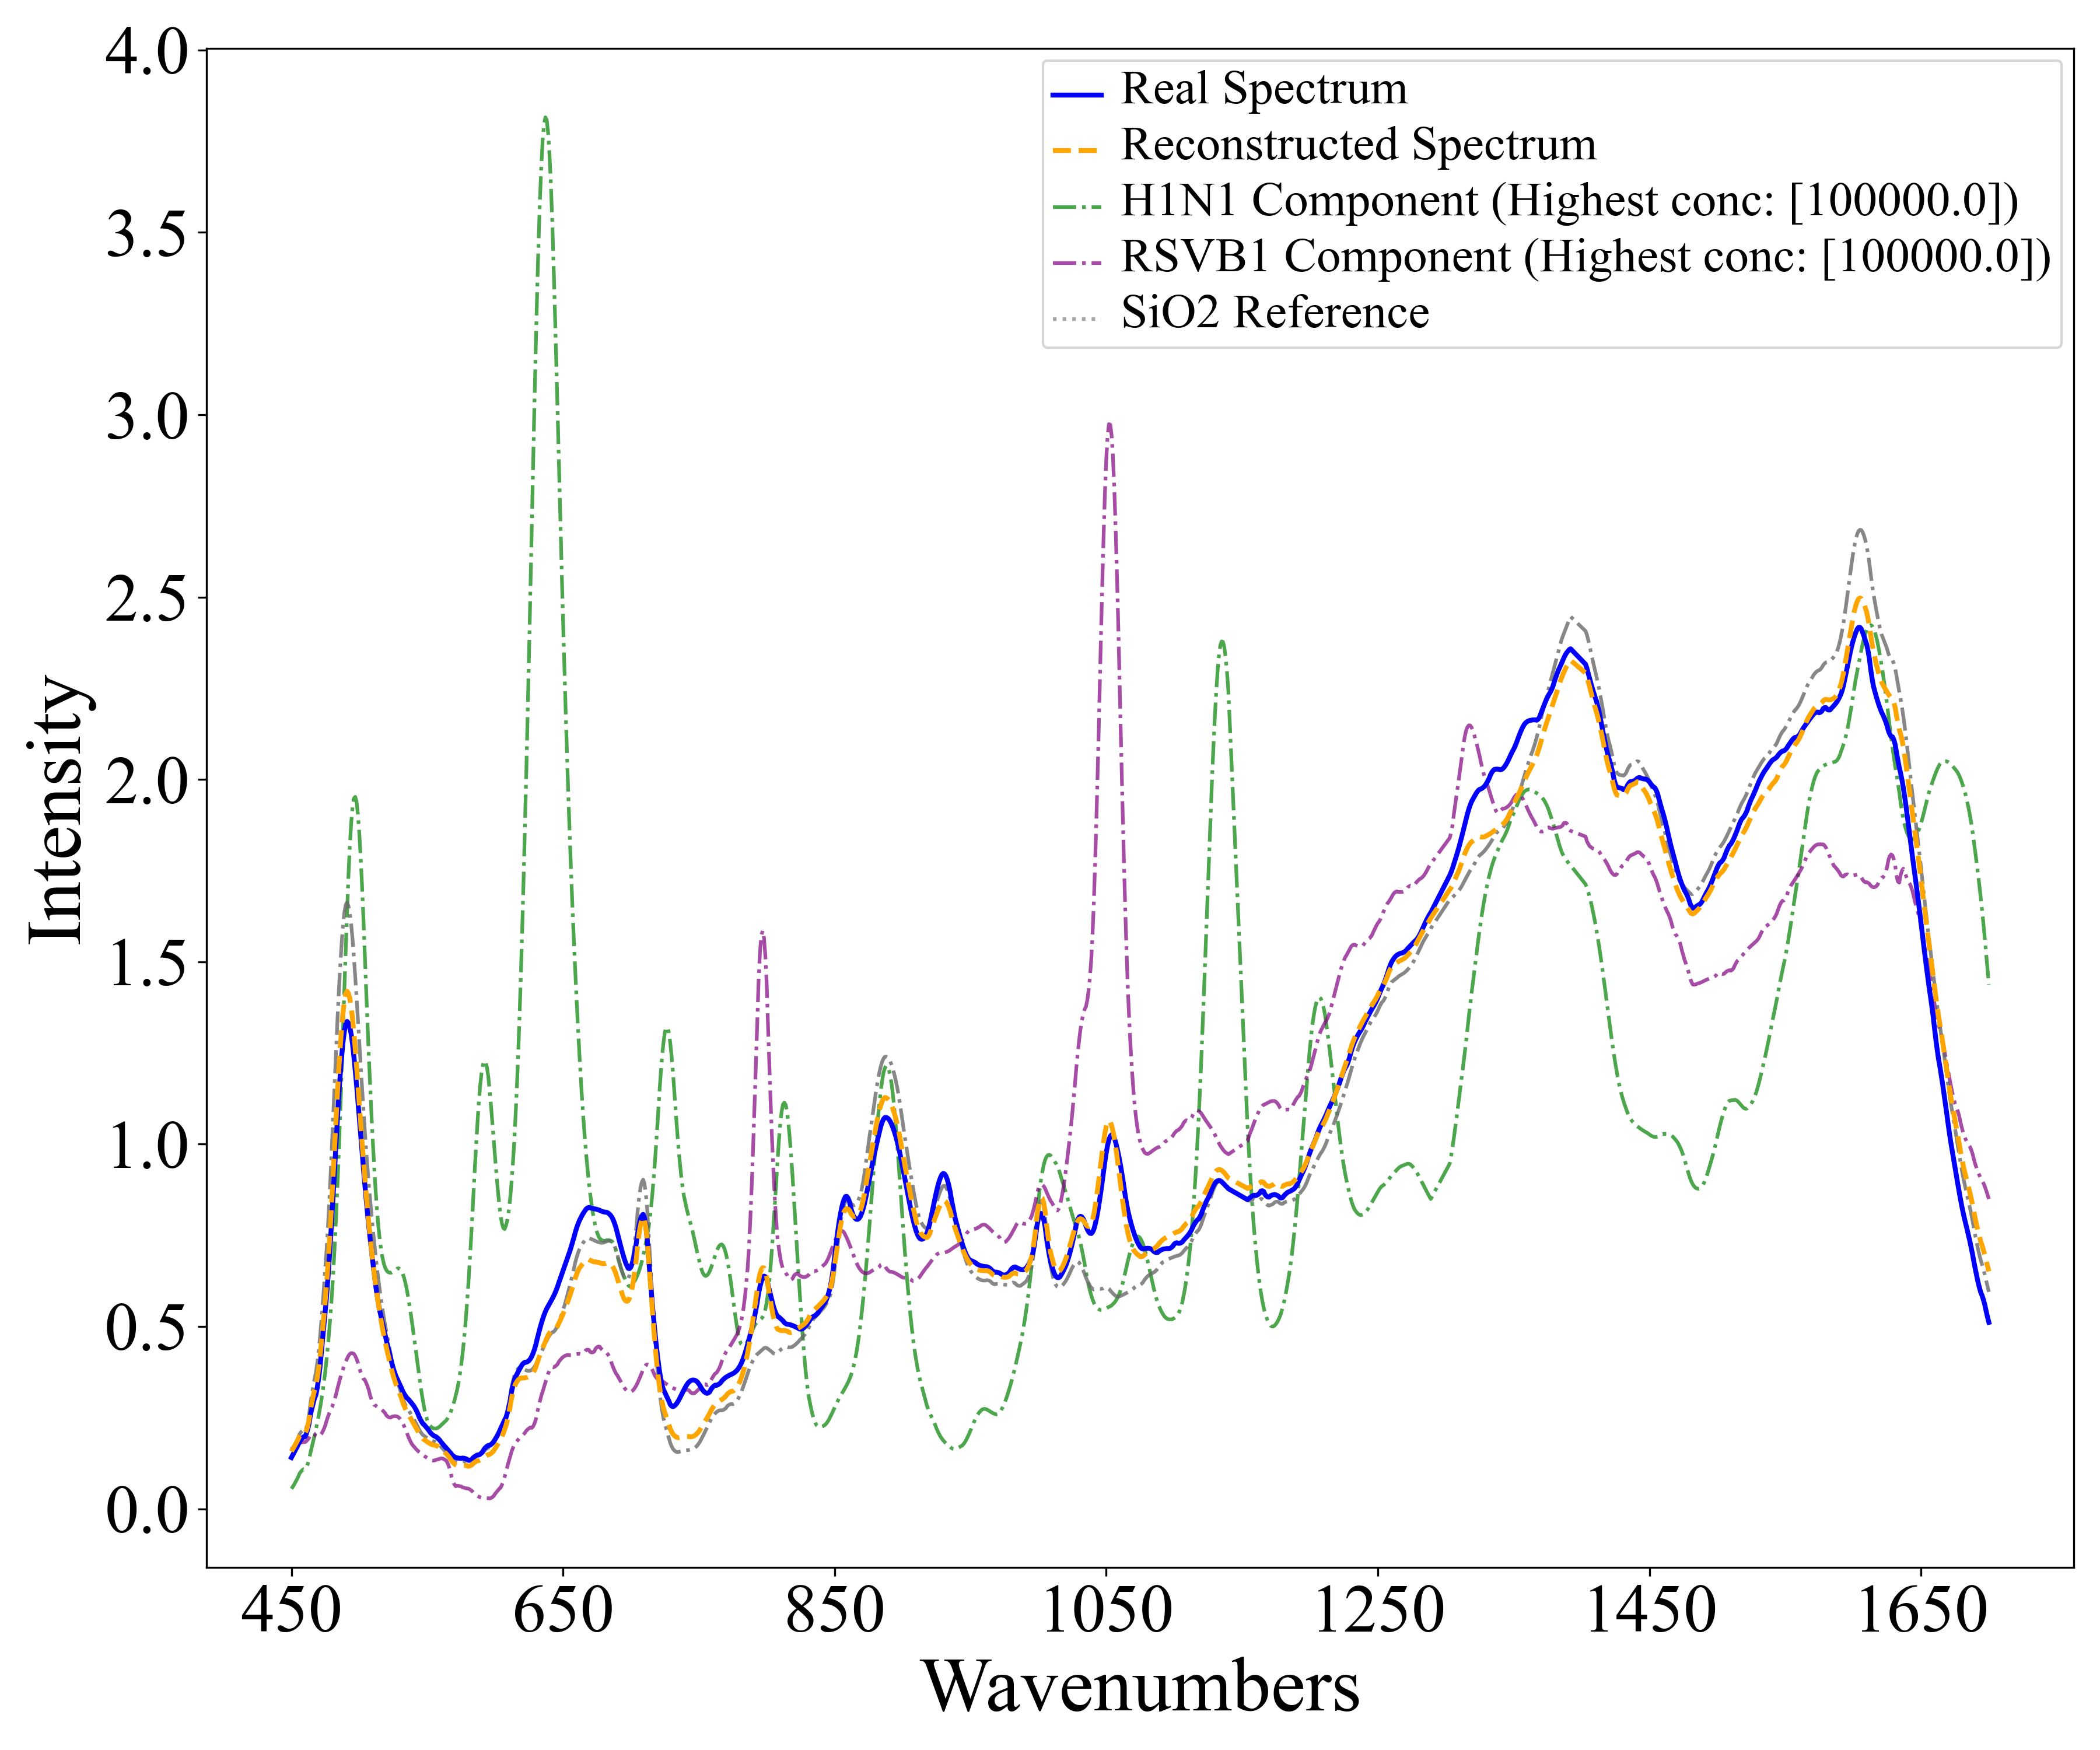 4.0
3.5
3.0
2.5
2.0
1.5
1.0
0.5
0.0
Intensity
Real Spectrum
Reconstructed Spectrum
H1N1 Component (Highest conc: [100000.0])
RSVB1 Component (Highest conc: [100000.0])
SiO2 Reference
450 650 850 1050 1250 1450 1650
Wavenumbers